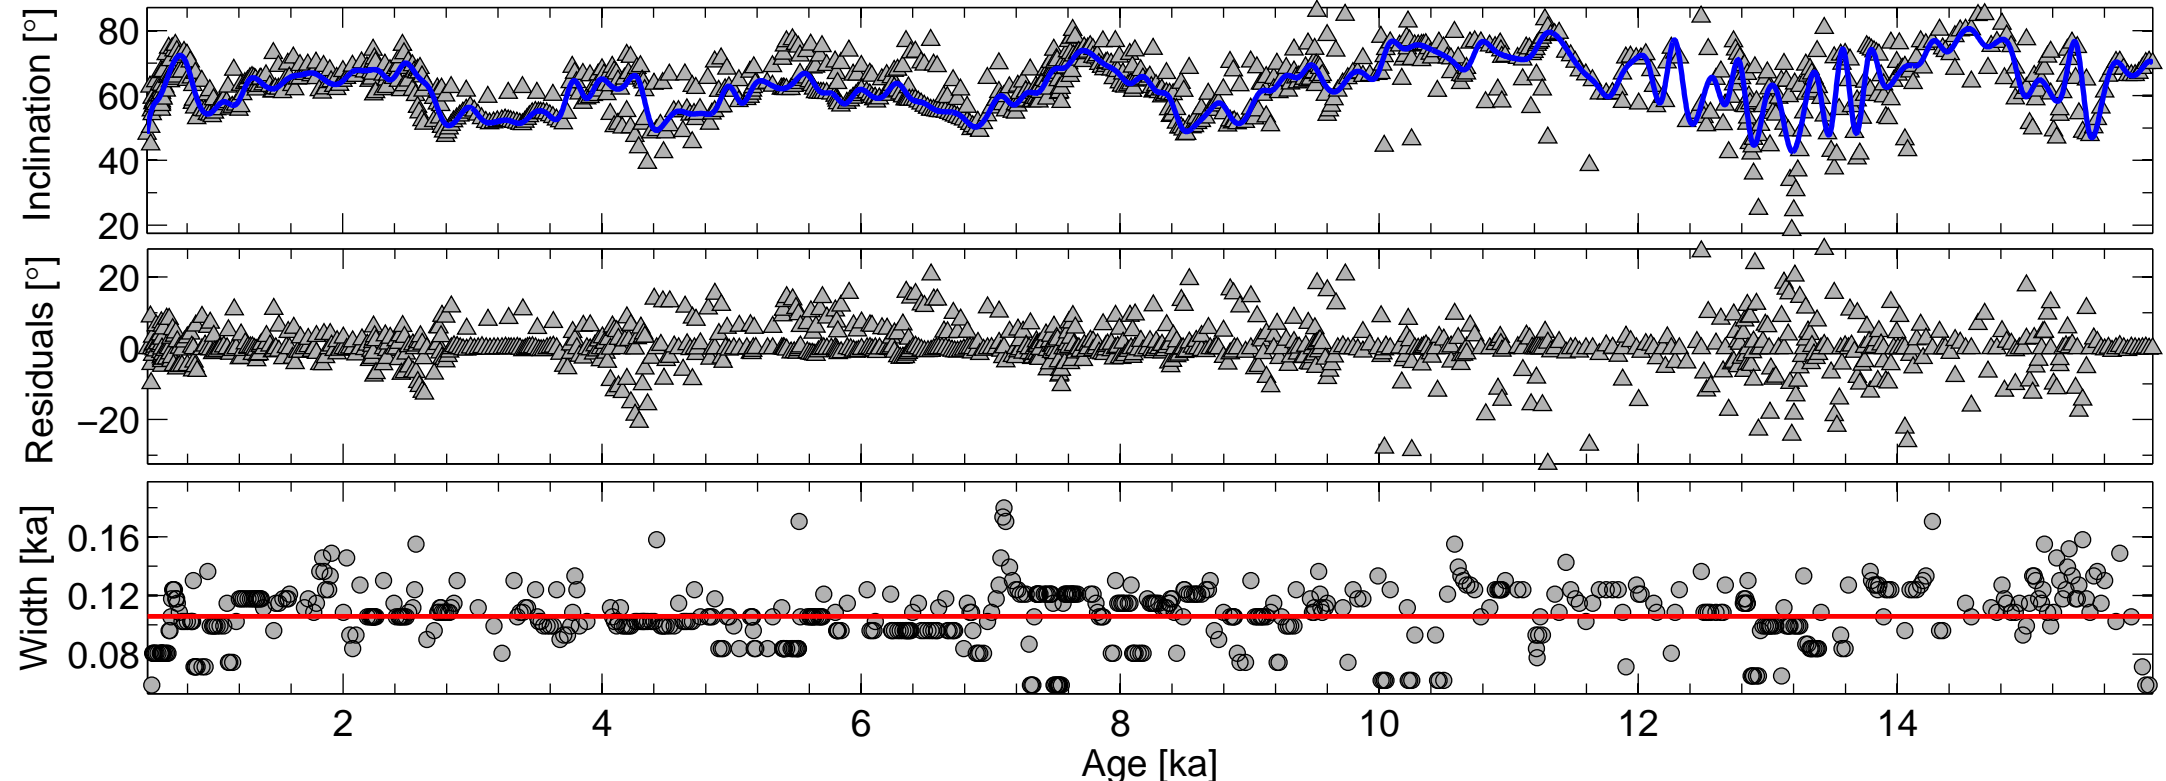 Inclination [°]
80
60
40
20
Residuals [°]
20
0
−20
Width [ka]
0.16
0.12
0.08
2 4 6 8 10 12 14
Age [ka]